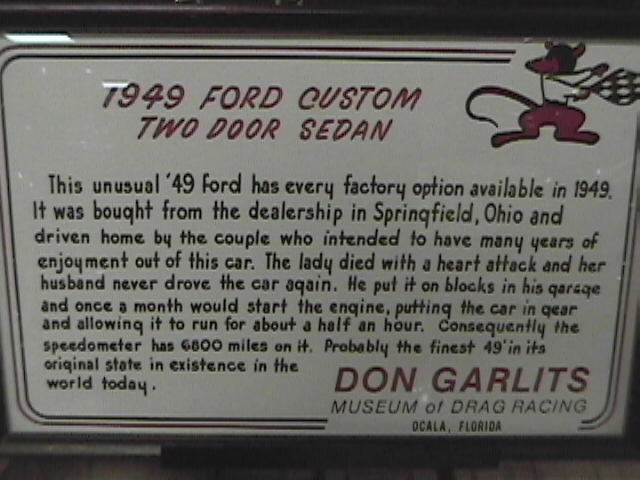 1949 FORD CUSTOM
TWO DOOR SEDAN
This unusual '49 Ford has every factory option available in 1949.
It was bought from the dealership in Springfield, Ohio and
driven home by the couple who intended to have many years of
enjoyment out of this car. The lady died with a heart attack and her
husband never drove the car again. He put it on blocks in his garage
and once a month would start the engine, putting the car in gear
and allowing it to run for about a half an hour. Consequently the
speedometer has 6800 miles on it. Probably the finest 49' in its
original state in existence in the
world today.
DON GARLITS
MUSEUM of DRAG RACING
OCALA, FLORIDA